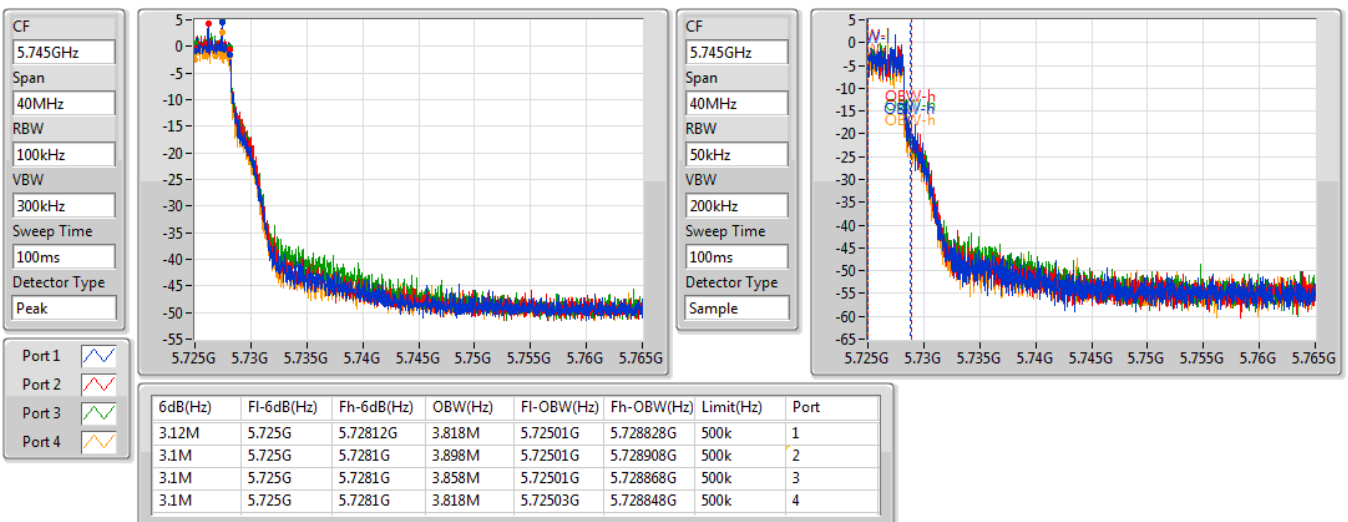 CF
5.745GHz
Span
40MHz
RBW
100kHz
VBW
300kHz
Sweep Time
100ms
Detector Type
Peak
5
0
-5
-10
-15
-20
-25
-30
-35
-40
-45
-50
-55
5.725G 5.73G 5.735G 5.74G 5.745G 5.75G 5.755G 5.76G 5.765G
CF
5.745GHz
Span
40MHz
RBW
50kHz
VBW
200kHz
Sweep Time
100ms
Detector Type
Sample
5
0
-5
-10
-15
-20
-25
-30
-35
-40
-45
-50
-55
-60
-65
OBW-h
OBW-h
OBW-h
5.725G 5.73G 5.735G 5.74G 5.745G 5.75G 5.755G 5.76G 5.765G
Port 1
Port 2
Port 3
Port 4
6dB(Hz) Fl-6dB(Hz) Fh-6dB(Hz) OBW(Hz) Fl-OBW(Hz) Fh-OBW(Hz) Limit(Hz) Port
3.12M 5.725G 5.72812G 3.818M 5.72501G 5.728828G 500k 1
3.1M 5.725G 5.7281G 3.898M 5.72501G 5.728908G 500k 2
3.1M 5.725G 5.7281G 3.858M 5.72501G 5.728868G 500k 3
3.1M 5.725G 5.7281G 3.818M 5.72503G 5.728848G 500k 4